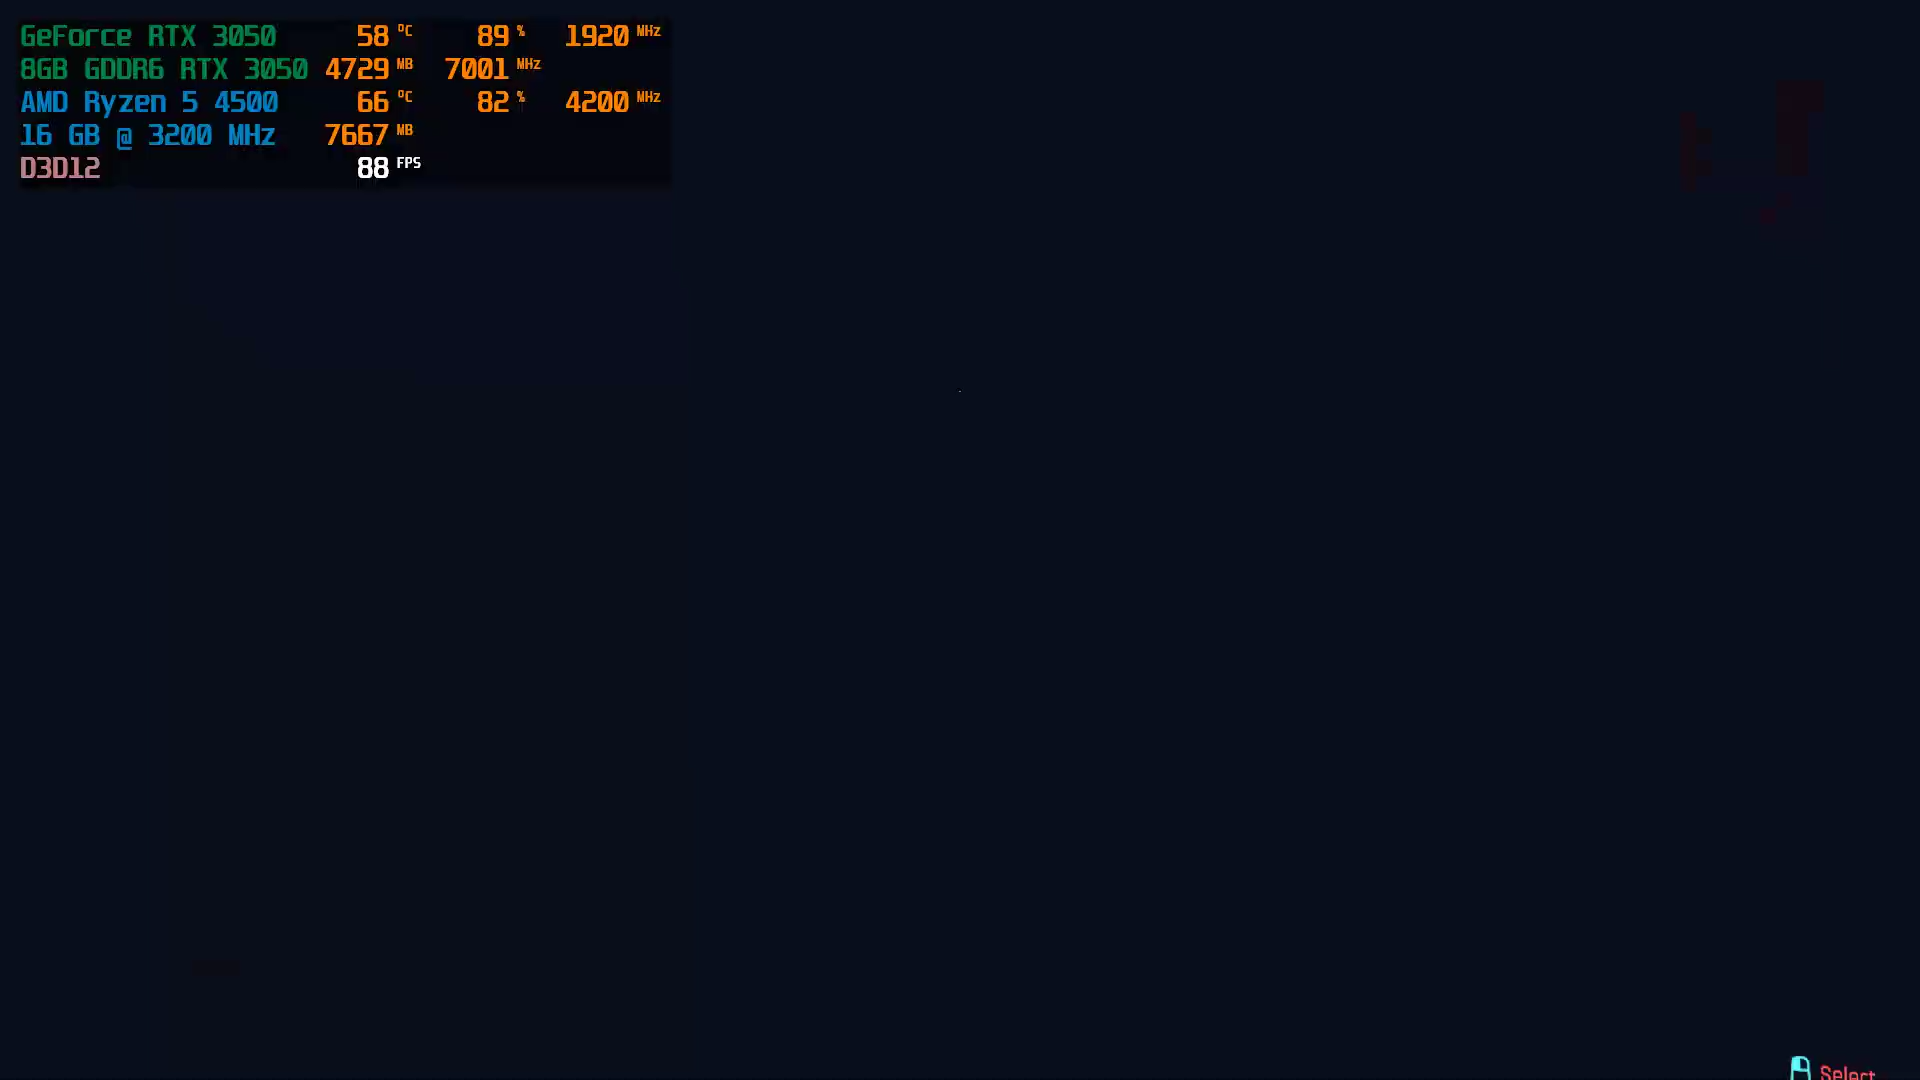 GeForce RTX 3050 58 °C 89 % 1920 MHz
8GB GDDR6 RTX 3050 4729 MB 7001 MHz
AMD Ryzen 5 4500 66 °C 82 % 4200 MHz
16 GB @ 3200 MHz 7667 MB
D3D12 88 FPS
Select